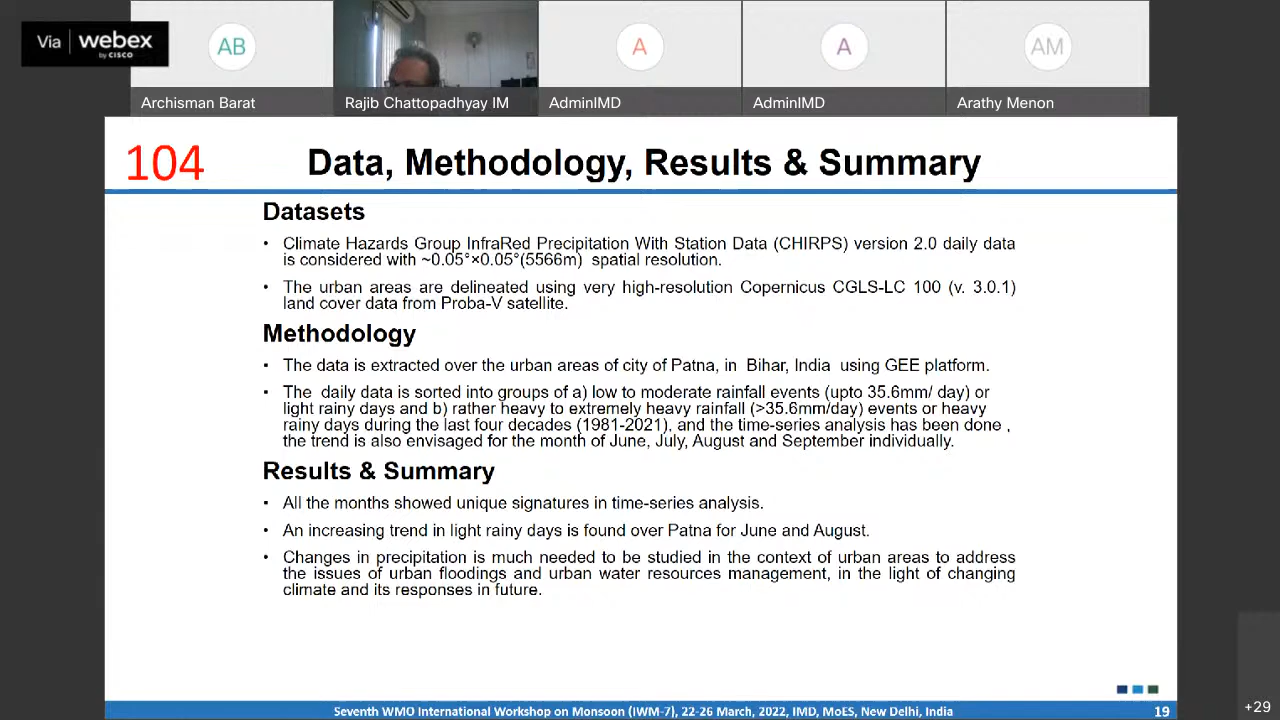 Via webex
by CISCO
AB
A
A
AM
Archisman Barat
Rajib Chattopadhyay IM
AdminIMD
AdminIMD
Arathy Menon
104
Data, Methodology, Results & Summary
Datasets
• Climate Hazards Group InfraRed Precipitation With Station Data (CHIRPS) version 2.0 daily data
is considered with ~0.05°×0.05°(5566m) spatial resolution.
• The urban areas are delineated using very high-resolution Copernicus CGLS-LC 100 (v. 3.0.1)
land cover data from Proba-V satellite.
Methodology
• The data is extracted over the urban areas of city of Patna, in Bihar, India using GEE platform.
• The daily data is sorted into groups of a) low to moderate rainfall events (upto 35.6mm/ day) or
light rainy days and b) rather heavy to extremely heavy rainfall (>35.6mm/day) events or heavy
rainy days during the last four decades (1981-2021), and the time-series analysis has been done ,
the trend is also envisaged for the month of June, July, August and September individually.
Results & Summary
• All the months showed unique signatures in time-series analysis.
• An increasing trend in light rainy days is found over Patna for June and August.
• Changes in precipitation is much needed to be studied in the context of urban areas to address
the issues of urban floodings and urban water resources management, in the light of changing
climate and its responses in future.
Seventh WMO International Workshop on Monsoon (IWM-7), 22-26 March, 2022, IMD, MoES, New Delhi, India
19
+29